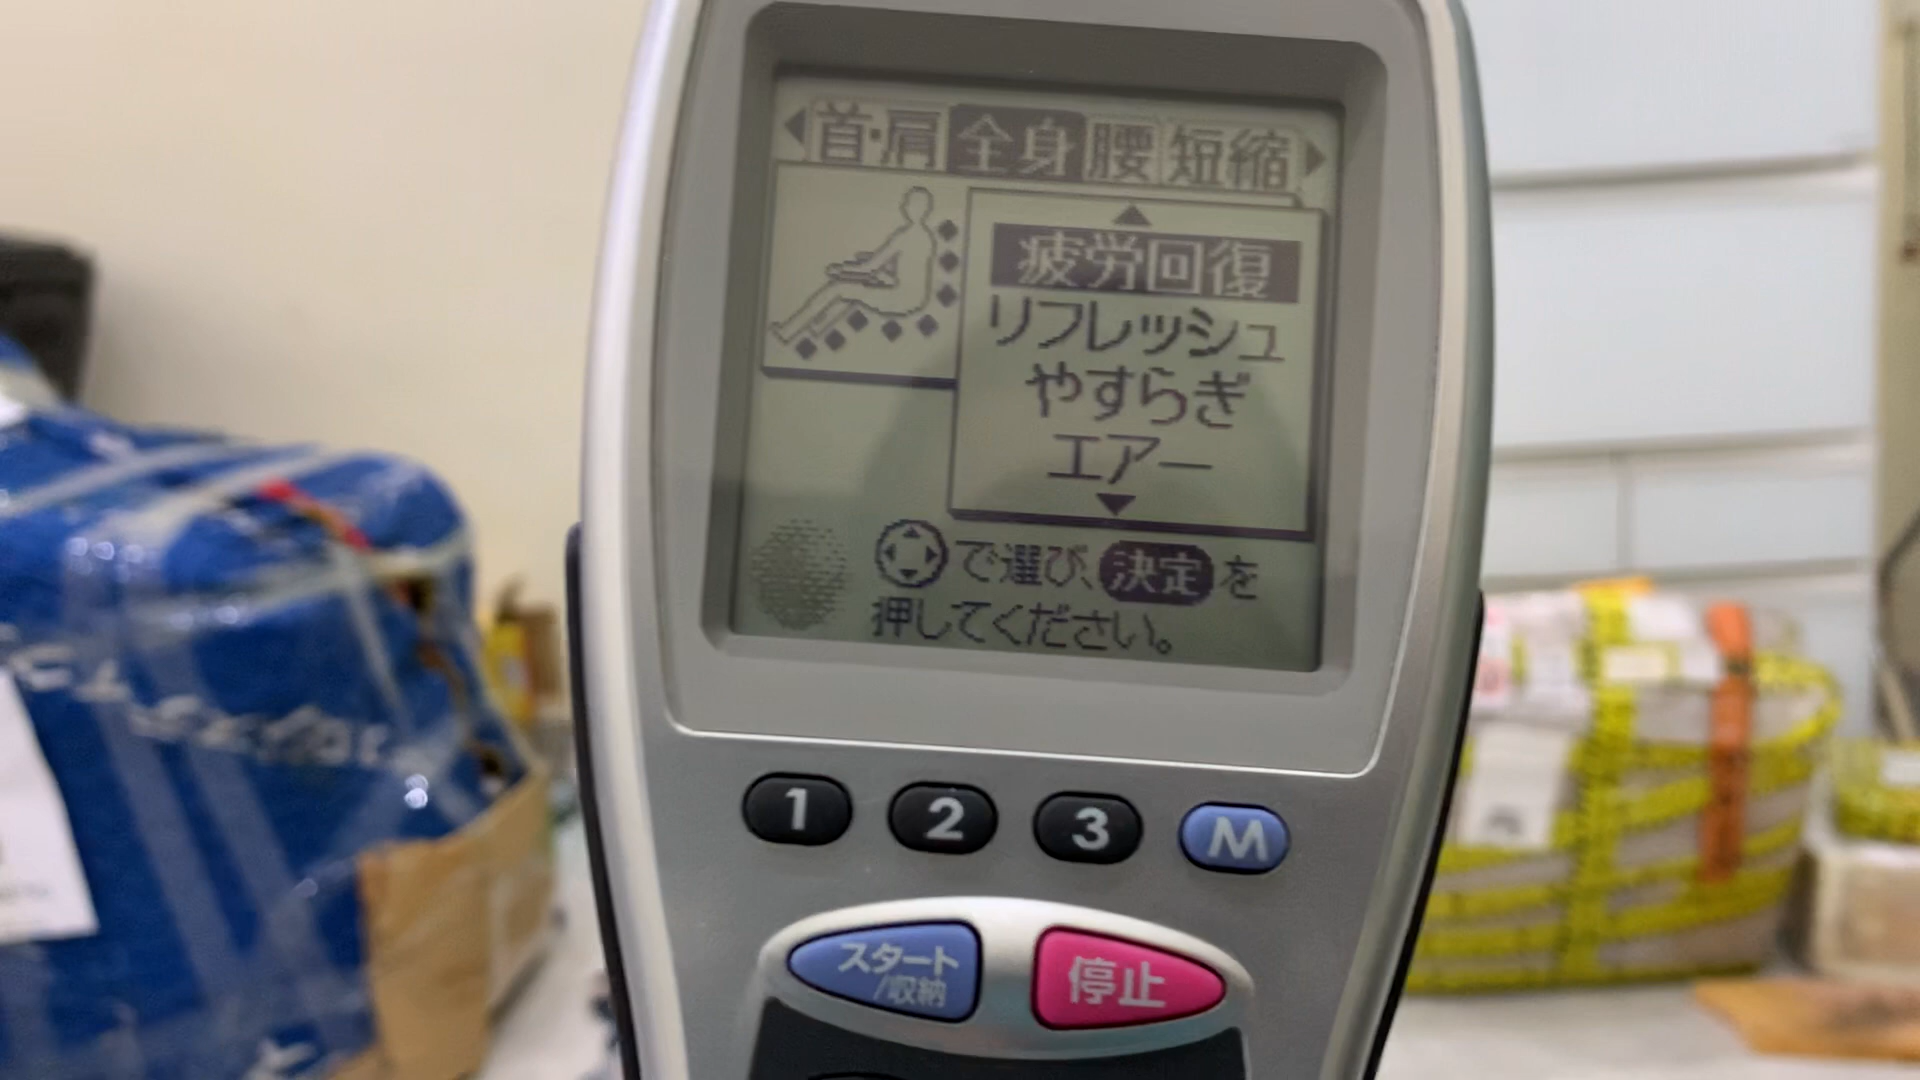 首・肩 全身 腰 短縮
疲労回復
リフレッシュ
やすらぎ
エアー
で選び、決定を
押してください。
1 2 3 M
スタート
/収納
停止